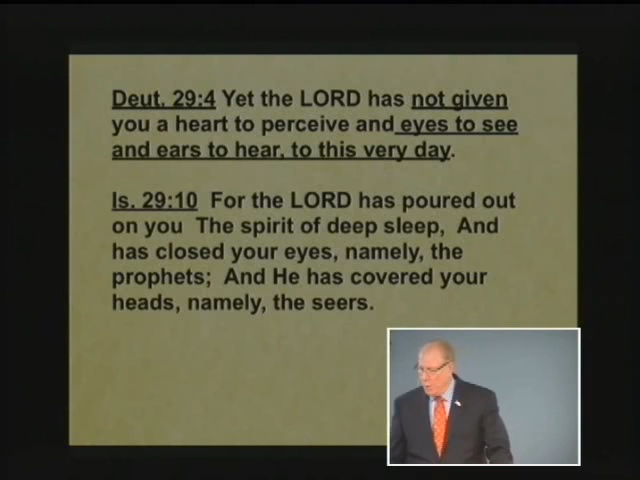 Deut. 29:4 Yet the LORD has not given
you a heart to perceive and eyes to see
and ears to hear, to this very day.
Is. 29:10 For the LORD has poured out
on you The spirit of deep sleep, And
has closed your eyes, namely, the
prophets; And He has covered your
heads, namely, the seers.